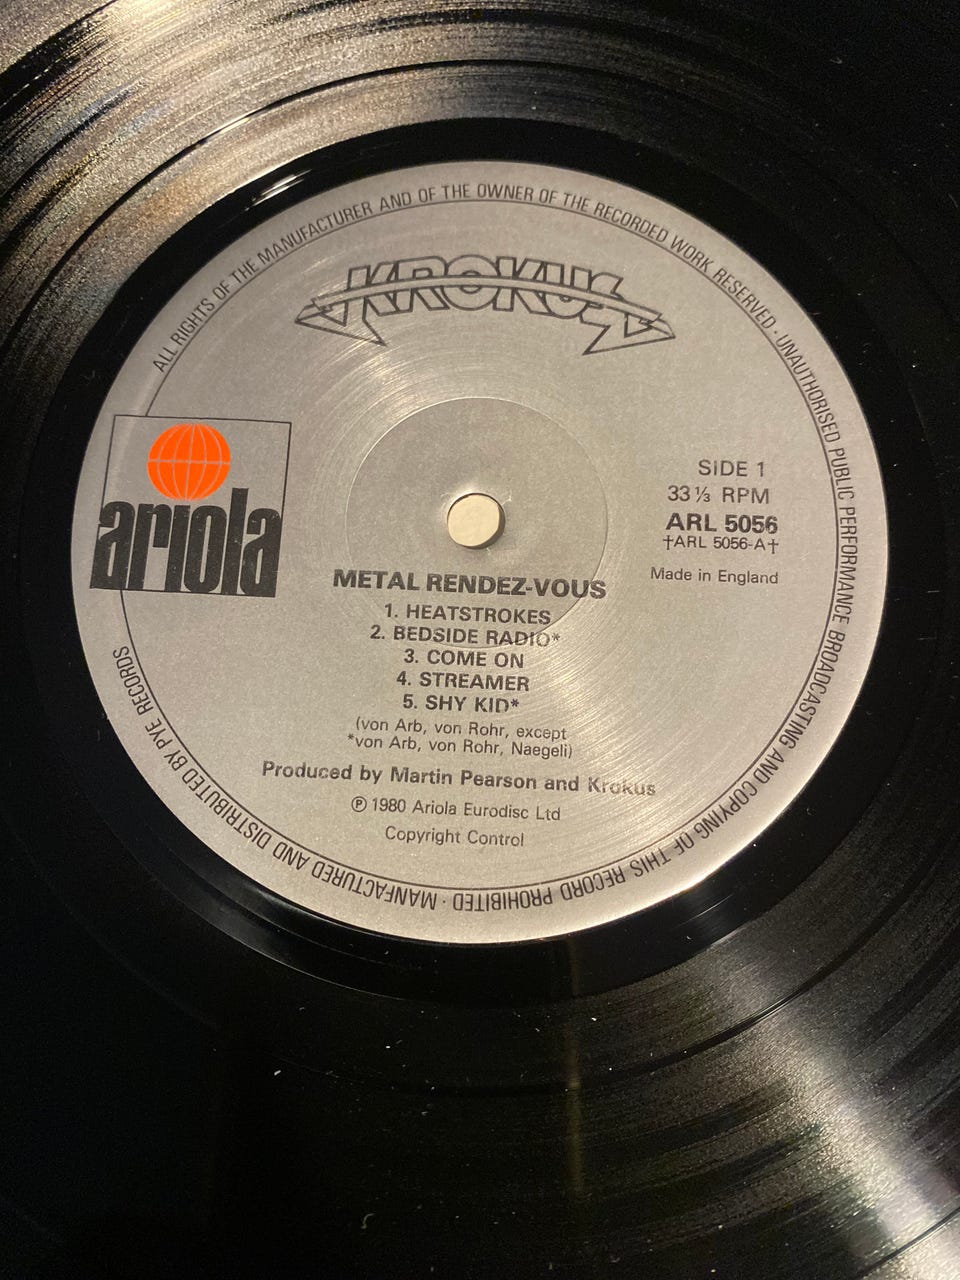 ALL RIGHTS OF THE MANUFACTURER AND OF THE OWNER OF THE RECORDED WORK RESERVED · UNAUTHORISED PUBLIC PERFORMANCE BROADCASTING AND COPYING OF THIS RECORD PROHIBITED · MANFACTURED AND DISTRIBUTED BY PYE RECORDS
KROKUS
ariola
SIDE 1
33⅓ RPM
ARL 5056
†ARL 5056-A†
Made in England
METAL RENDEZ-VOUS
1. HEATSTROKES
2. BEDSIDE RADIO*
3. COME ON
4. STREAMER
5. SHY KID*
(von Arb, von Rohr, except
*von Arb, von Rohr, Naegeli)
Produced by Martin Pearson and Krokus
℗ 1980 Ariola Eurodisc Ltd
Copyright Control